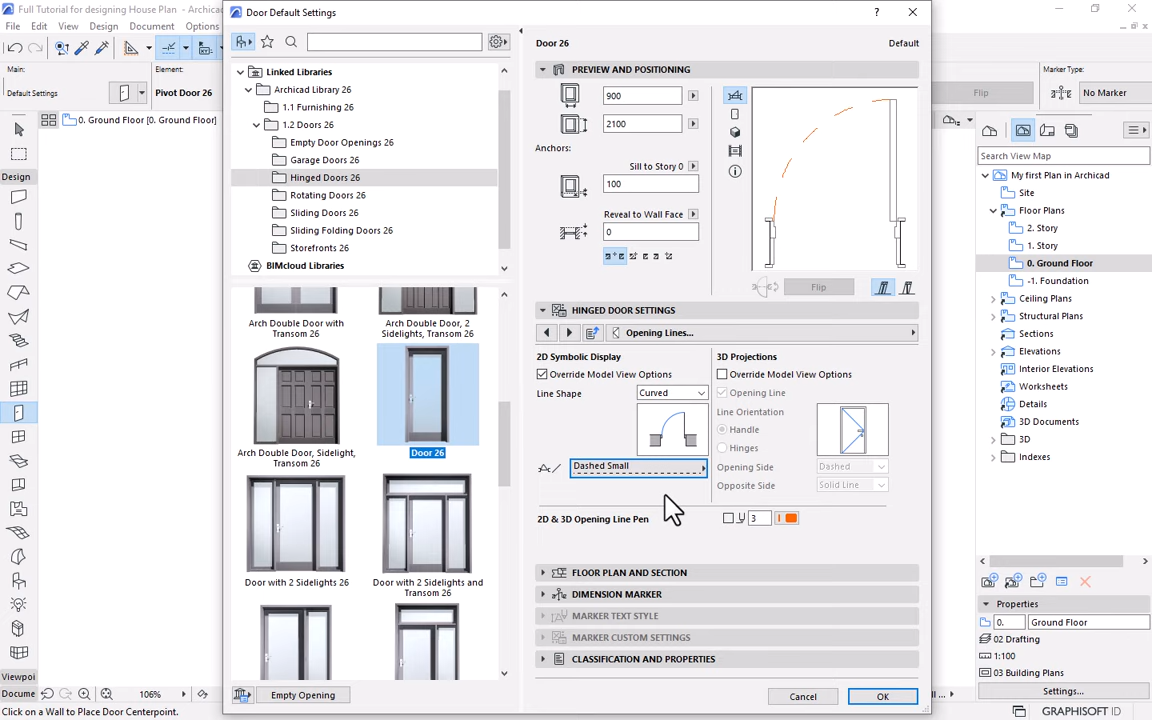 Full Tutorial for designing House Plan - Archicad
File Edit View Design Document Options
Main:
Element:
Default Settings
Pivot Door 26
0. Ground Floor [0. Ground Floor]
Design
Viewpoi
Docume
106%
Click on a Wall to Place Door Centerpoint.
Door Default Settings
?
Linked Libraries
Archicad Library 26
1.1 Furnishing 26
1.2 Doors 26
Empty Door Openings 26
Garage Doors 26
Hinged Doors 26
Rotating Doors 26
Sliding Doors 26
Sliding Folding Doors 26
Storefronts 26
BIMcloud Libraries
Arch Double Door with Transom 26
Arch Double Door, 2 Sidelights, Transom 26
Arch Double Door, Sidelight, Transom 26
Door 26
Door with 2 Sidelights 26
Door with 2 Sidelights and Transom 26
Empty Opening
Door 26
Default
PREVIEW AND POSITIONING
900
2100
Anchors:
Sill to Story 0
100
Reveal to Wall Face
0
Flip
HINGED DOOR SETTINGS
Opening Lines...
2D Symbolic Display
Override Model View Options
Line Shape
Curved
Dashed Small
3D Projections
Override Model View Options
Opening Line
Line Orientation
Handle
Hinges
Opening Side
Dashed
Opposite Side
Solid Line
2D & 3D Opening Line Pen
3
FLOOR PLAN AND SECTION
DIMENSION MARKER
MARKER TEXT STYLE
MARKER CUSTOM SETTINGS
CLASSIFICATION AND PROPERTIES
Cancel
OK
Marker Type:
Flip
No Marker
Search View Map
My first Plan in Archicad
Site
Floor Plans
2. Story
1. Story
0. Ground Floor
-1. Foundation
Ceiling Plans
Structural Plans
Sections
Elevations
Interior Elevations
Worksheets
Details
3D Documents
3D
Indexes
Properties
0.
Ground Floor
02 Drafting
1:100
03 Building Plans
Settings...
GRAPHISOFT ID